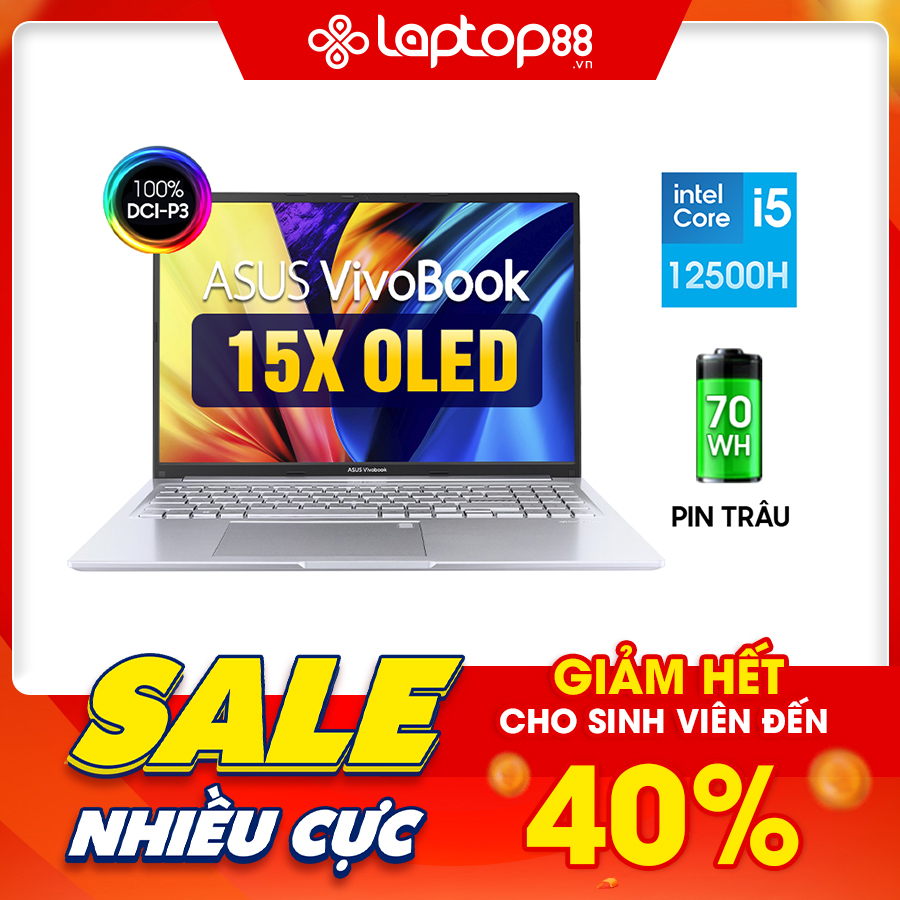 Laptop88
.vn
100%
DCI-P3
ASUS VivoBook
15X OLED
ASUS Vivobook
intel
Core i5
12500H
70
WH
PIN TRÂU
SALE
NHIỀU CỰC
GIẢM HẾT
CHO SINH VIÊN ĐẾN
40%